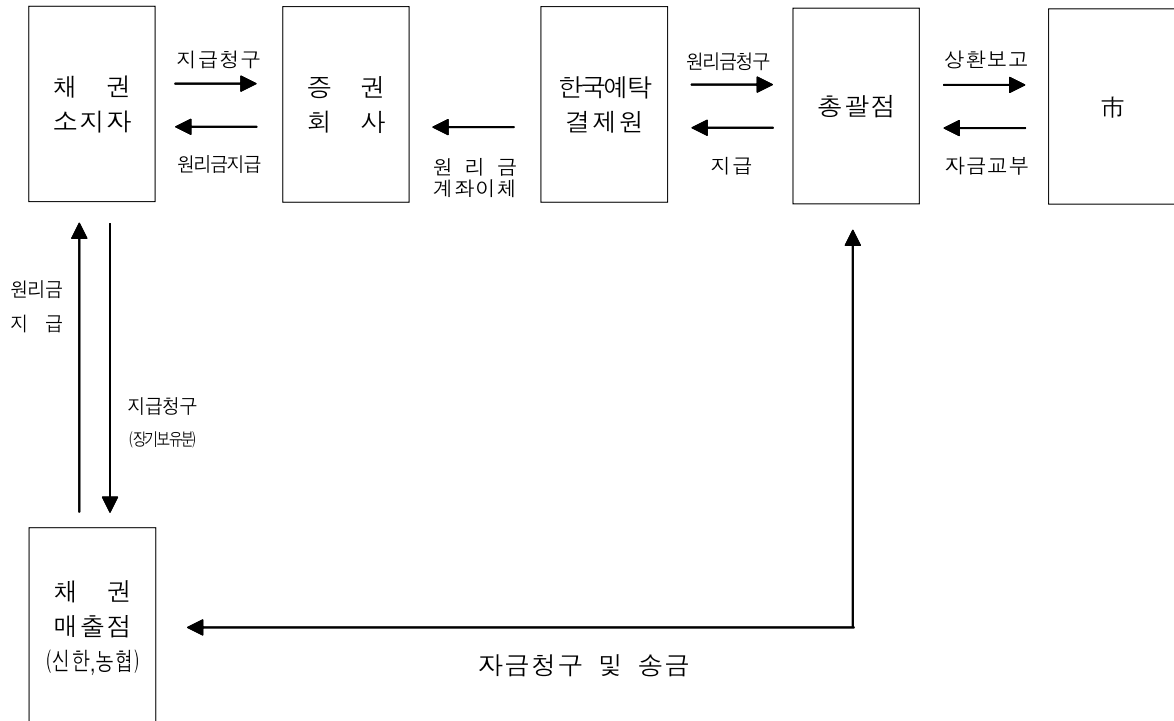 채 권
소지자
지급청구
원리금지급
증 권
회 사
원 리 금
계좌이체
한국예탁
결제원
원리금청구
지급
총괄점
상환보고
자금교부
市
원리금
지 급
지급청구
(장기보유분)
채 권
매출점
(신한,농협)
자금청구 및 송금